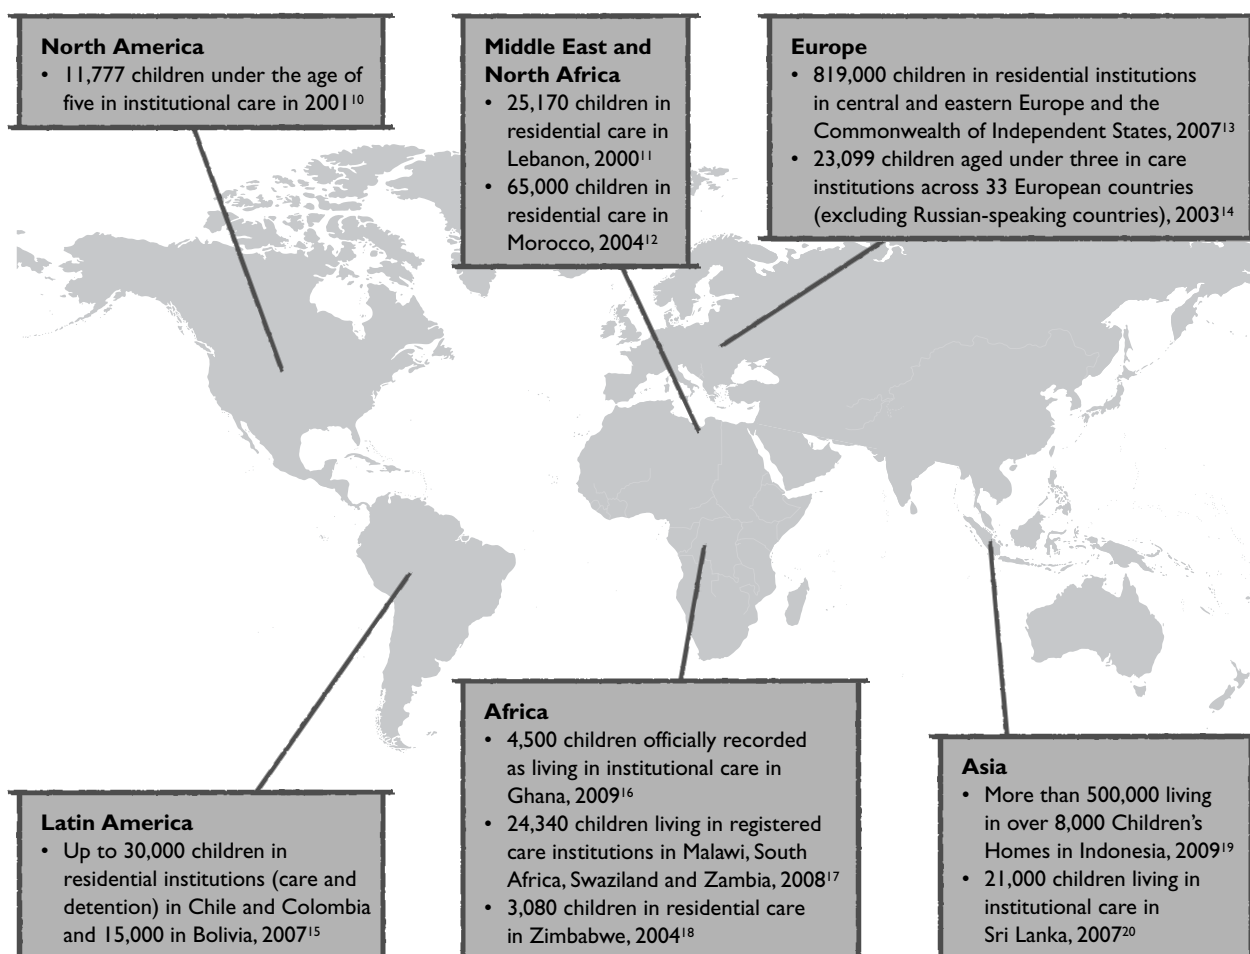 North America
• 11,777 children under the age of
five in institutional care in 2001¹⁰
Middle East and
North Africa
• 25,170 children in
residential care in
Lebanon, 2000¹¹
• 65,000 children in
residential care in
Morocco, 2004¹²
Europe
• 819,000 children in residential institutions
in central and eastern Europe and the
Commonwealth of Independent States, 2007¹³
• 23,099 children aged under three in care
institutions across 33 European countries
(excluding Russian-speaking countries), 2003¹⁴
Latin America
• Up to 30,000 children in
residential institutions (care and
detention) in Chile and Colombia
and 15,000 in Bolivia, 2007¹⁵
Africa
• 4,500 children officially recorded
as living in institutional care in
Ghana, 2009¹⁶
• 24,340 children living in registered
care institutions in Malawi, South
Africa, Swaziland and Zambia, 2008¹⁷
• 3,080 children in residential care
in Zimbabwe, 2004¹⁸
Asia
• More than 500,000 living
in over 8,000 Children’s
Homes in Indonesia, 2009¹⁹
• 21,000 children living in
institutional care in
Sri Lanka, 2007²⁰